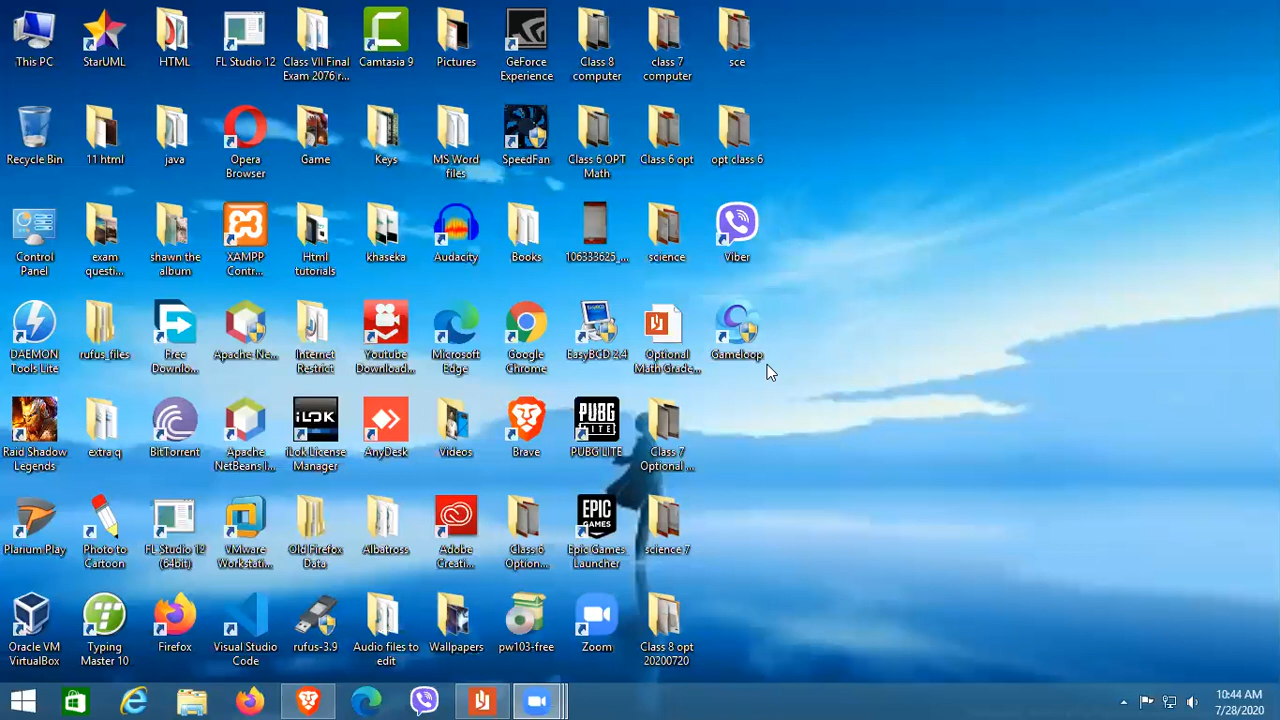 This PC
StarUML
HTML
FL Studio 12
Class VII Final
Exam 2076 r...
Camtasia 9
Pictures
GeForce
Experience
Class 8
computer
class 7
computer
sce
Recycle Bin
11 html
java
Opera
Browser
Game
Keys
MS Word
files
SpeedFan
Class 6 OPT
Math
Class 6 opt
opt class 6
Control
Panel
exam
questi...
shawn the
album
XAMPP
Contr...
Html
tutorials
khaseka
Audacity
Books
106333625_...
science
Viber
DAEMON
Tools Lite
rufus_files
Free
Downlo...
Apache Ne...
Internet
Restrict
Youtube
Download...
Microsoft
Edge
Google
Chrome
EasyBCD 2.4
Optional
Math Grade...
Gameloop
Raid Shadow
Legends
extra q
BitTorrent
Apache
NetBeans I...
iLOK
iLok License
Manager
AnyDesk
Videos
Brave
PUBG
LITE
PUBG LITE
Class 7
Optional ...
Plarium Play
Photo to
Cartoon
FL Studio 12
(64bit)
VMware
Workstati...
Old Firefox
Data
Albatross
Adobe
Creati...
Class 6
Option...
EPIC
GAMES
Epic Games
Launcher
science 7
Oracle VM
VirtualBox
Typing
Master 10
Firefox
Visual Studio
Code
rufus-3.9
Audio files to
edit
Wallpapers
pw103-free
Zoom
Class 8 opt
20200720
10:44 AM
7/28/2020